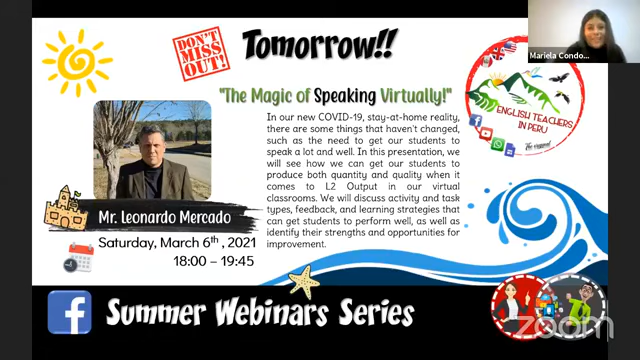 DON'T
MISS
OUT!
Tomorrow!!
Mariela Condo...
"The Magic of Speaking Virtually!"
In our new COVID-19, stay-at-home reality,
there are some things that haven't changed,
such as the need to get our students to
speak a lot and well. In this presentation, we
will see how we can get our students to
produce both quantity and quality when it
comes to L2 Output in our virtual
classrooms. We will discuss activity and task
types, feedback, and learning strategies that
can get students to perform well, as well as
identify their strengths and opportunities for
improvement.
ENGLISH TEACHERS
IN PERU
Mr. Leonardo Mercado
Saturday, March 6th , 2021
18:00 – 19:45
f Summer Webinars Series
zoom